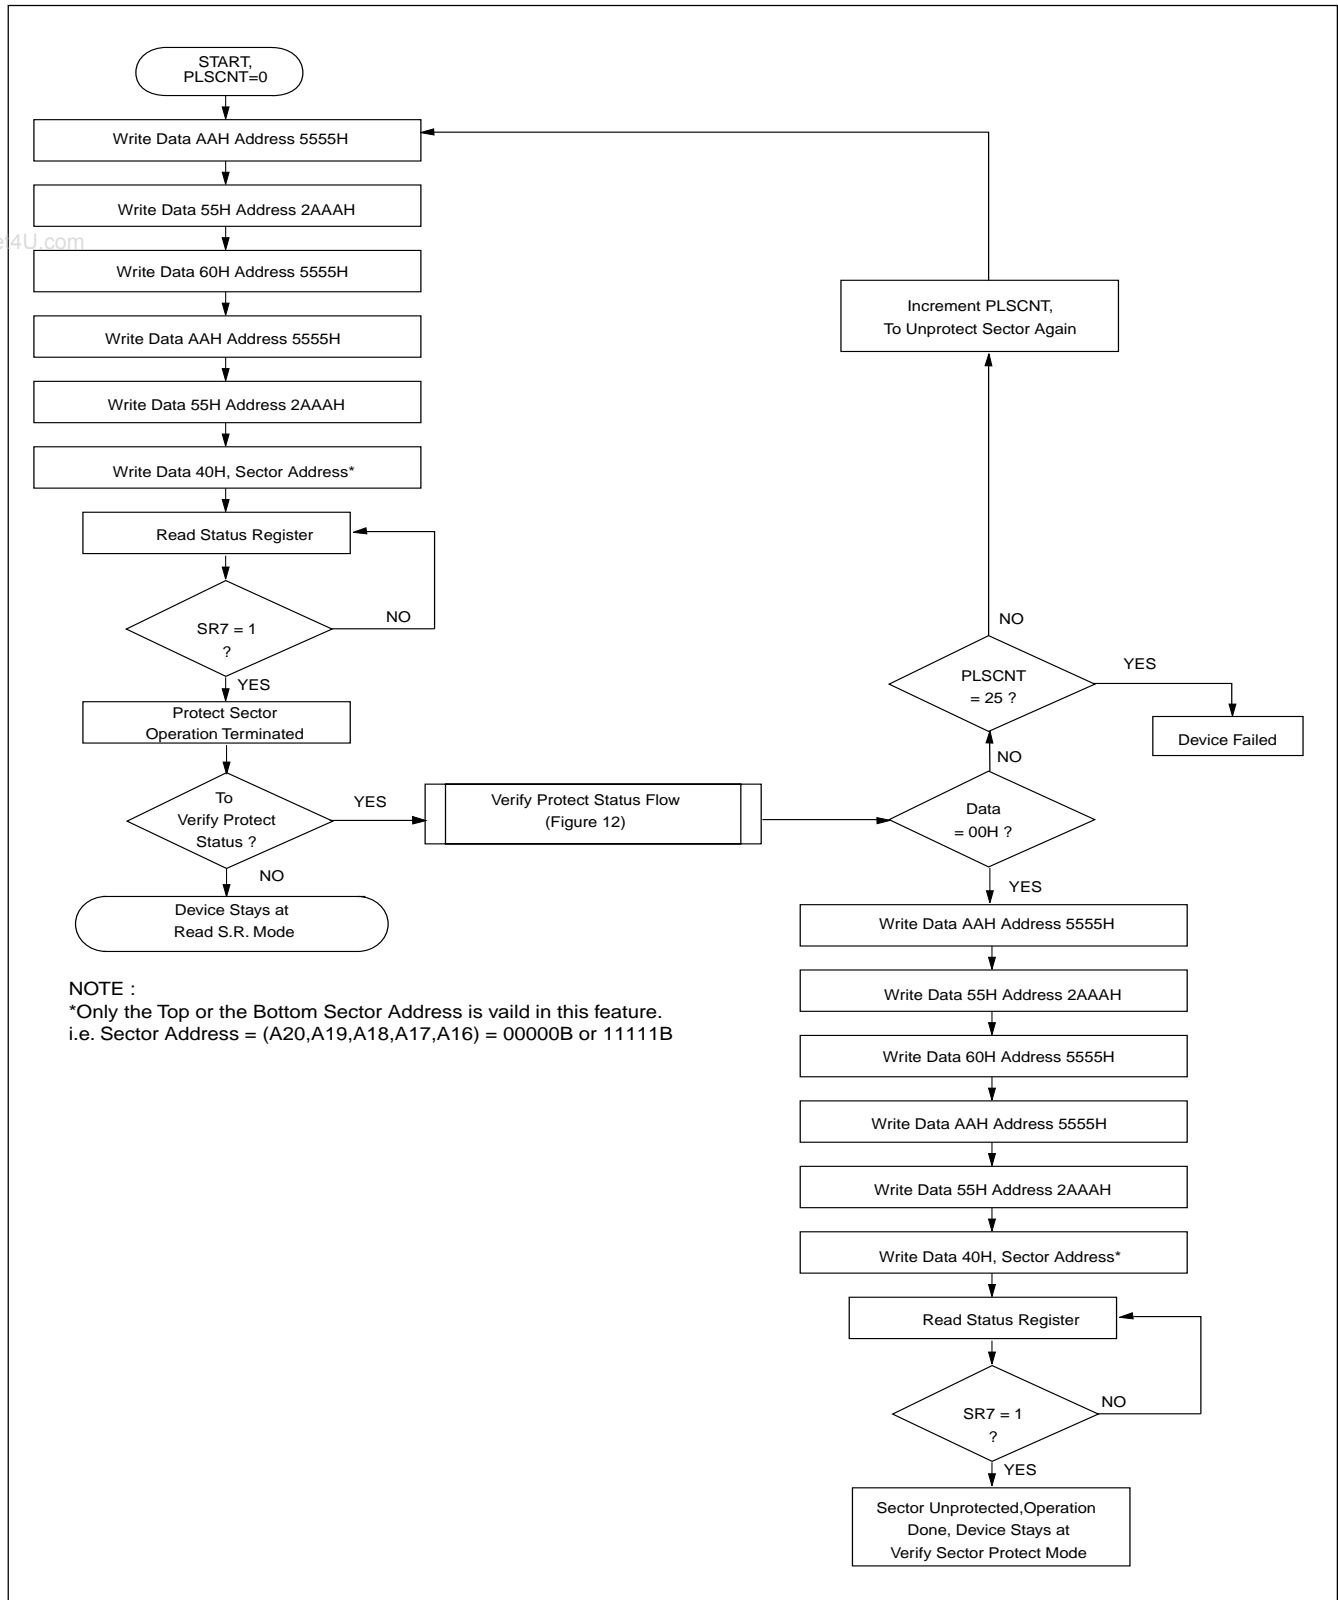 START,
PLSCNT=0
Write Data AAH Address 5555H
Write Data 55H Address 2AAAH
et4U.com
Write Data 60H Address 5555H
Write Data AAH Address 5555H
Write Data 55H Address 2AAAH
Write Data 40H, Sector Address*
Read Status Register
NO
SR7 = 1
?
YES
Protect Sector
Operation Terminated
To
Verify Protect
Status ?
YES
NO
Device Stays at
Read S.R. Mode
NOTE :
*Only the Top or the Bottom Sector Address is vaild in this feature.
i.e. Sector Address = (A20,A19,A18,A17,A16) = 00000B or 11111B
Verify Protect Status Flow
(Figure 12)
Increment PLSCNT,
To Unprotect Sector Again
NO
PLSCNT
= 25 ?
YES
Device Failed
NO
Data
= 00H ?
YES
Write Data AAH Address 5555H
Write Data 55H Address 2AAAH
Write Data 60H Address 5555H
Write Data AAH Address 5555H
Write Data 55H Address 2AAAH
Write Data 40H, Sector Address*
Read Status Register
NO
SR7 = 1
?
YES
Sector Unprotected,Operation
Done, Device Stays at
Verify Sector Protect Mode